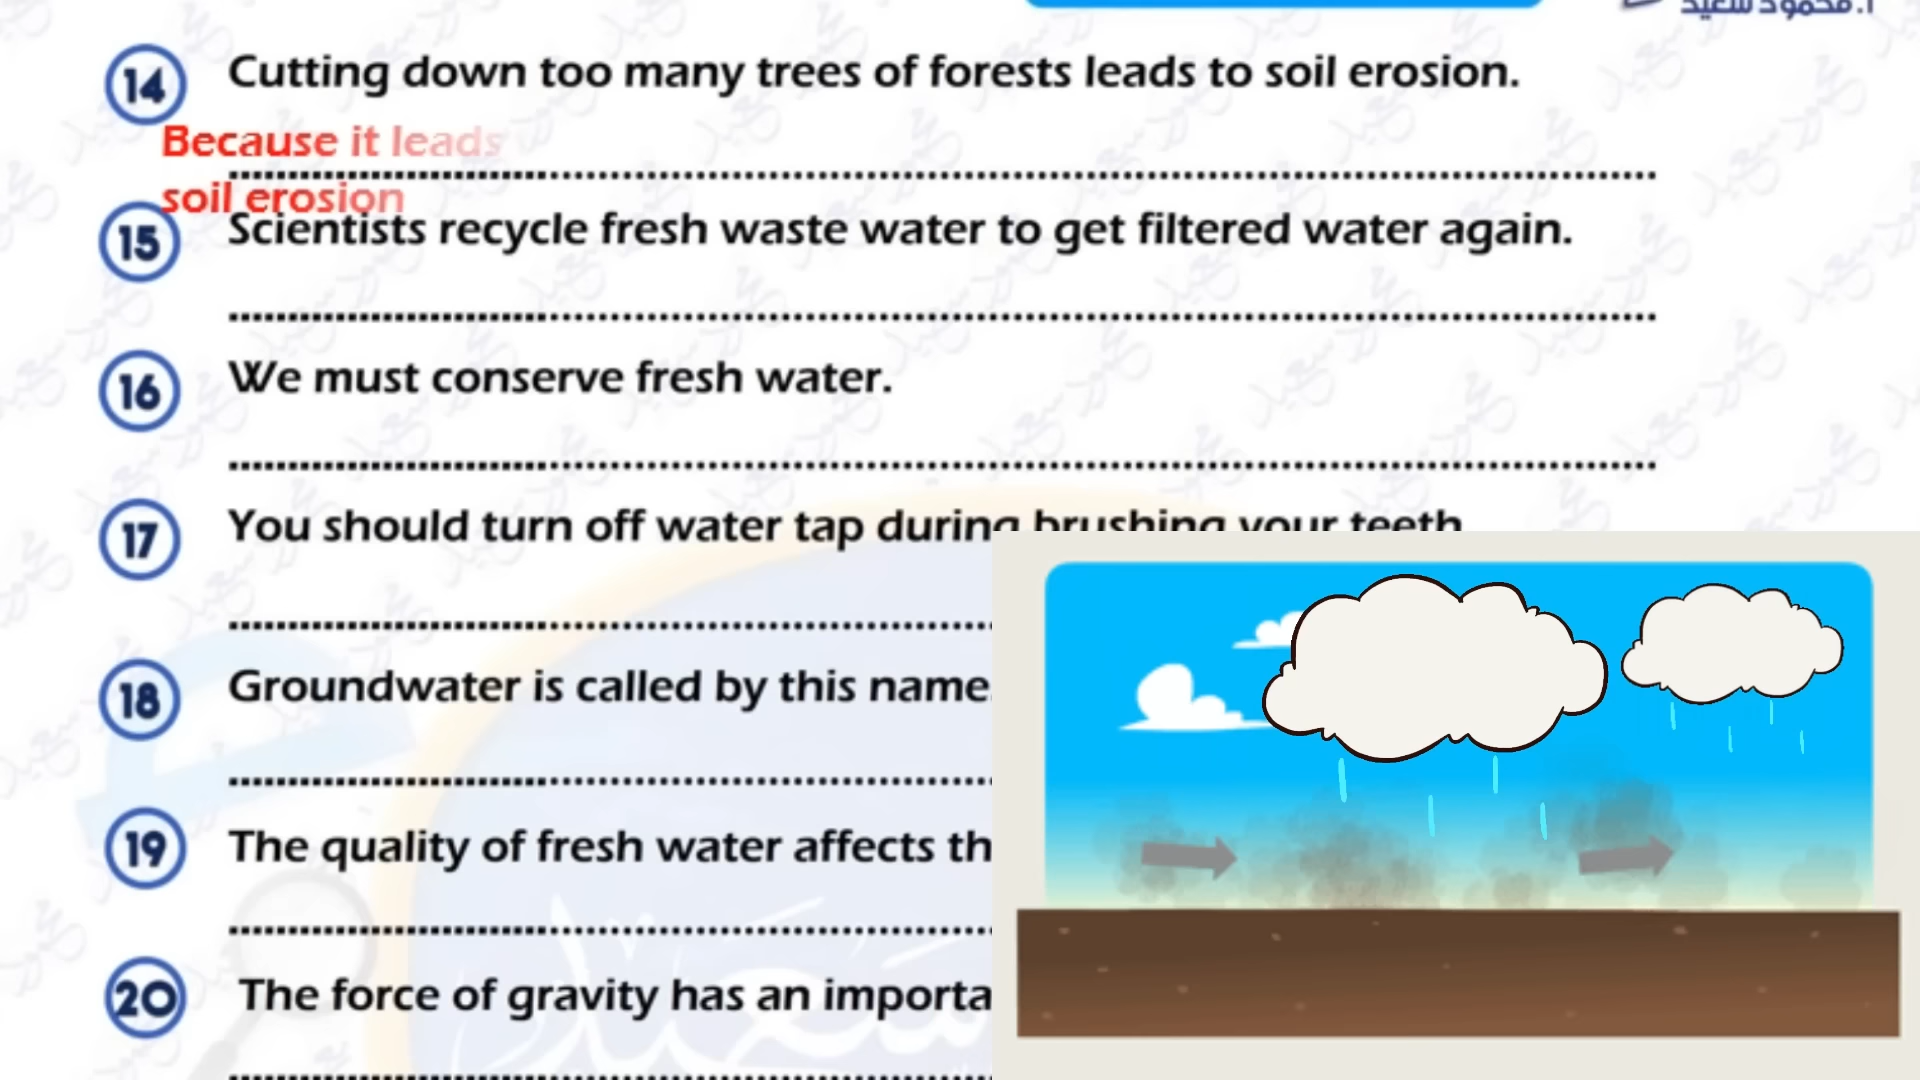 أ. محمود سعيد
14 Cutting down too many trees of forests leads to soil erosion.
Because it leads
soil erosion
15 Scientists recycle fresh waste water to get filtered water again.
16 We must conserve fresh water.
17 You should turn off water tap during brushing your teeth
18 Groundwater is called by this name
19 The quality of fresh water affects th
20 The force of gravity has an importa